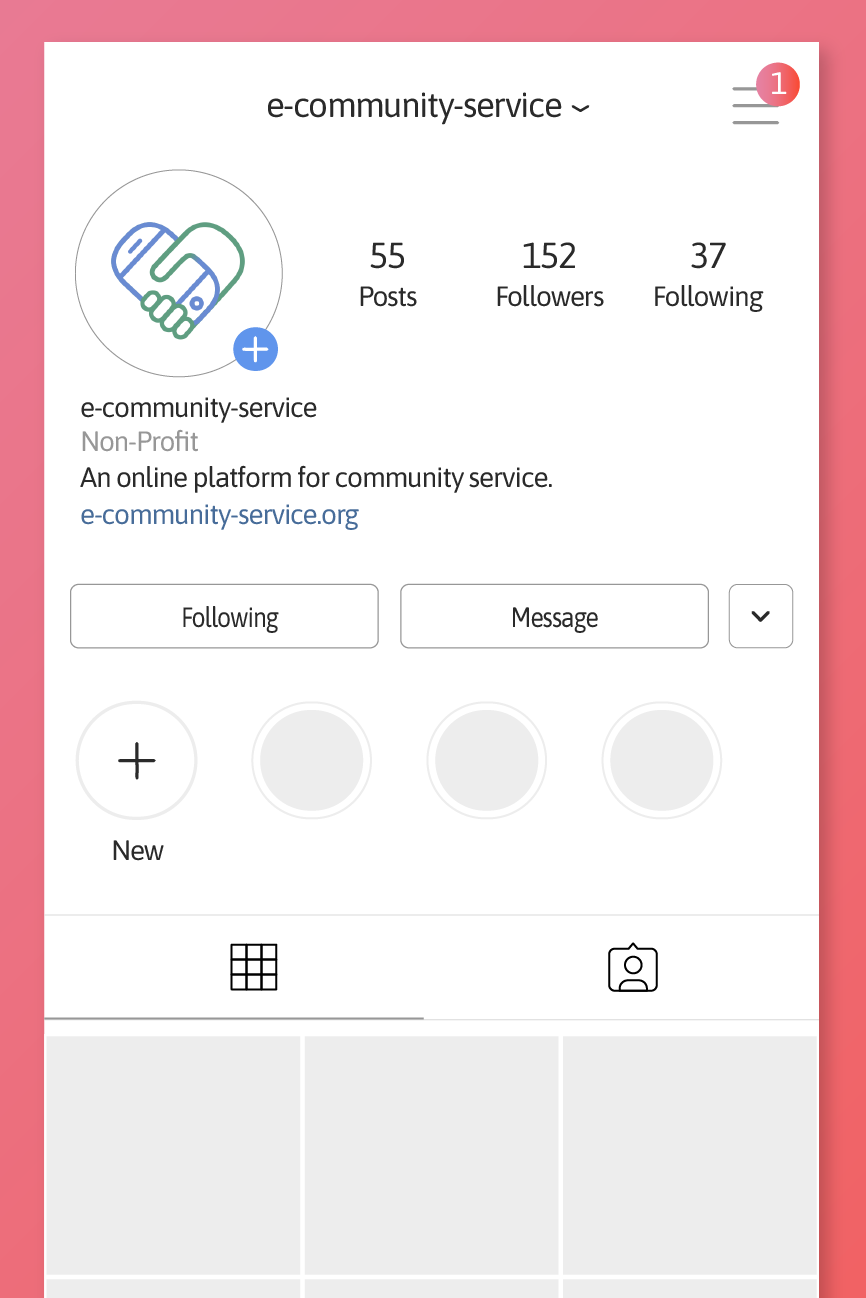 e-community-service
1
55
152
37
Posts
Followers
Following
e-community-service
Non-Profit
An online platform for community service.
e-community-service.org
Following
Message
New